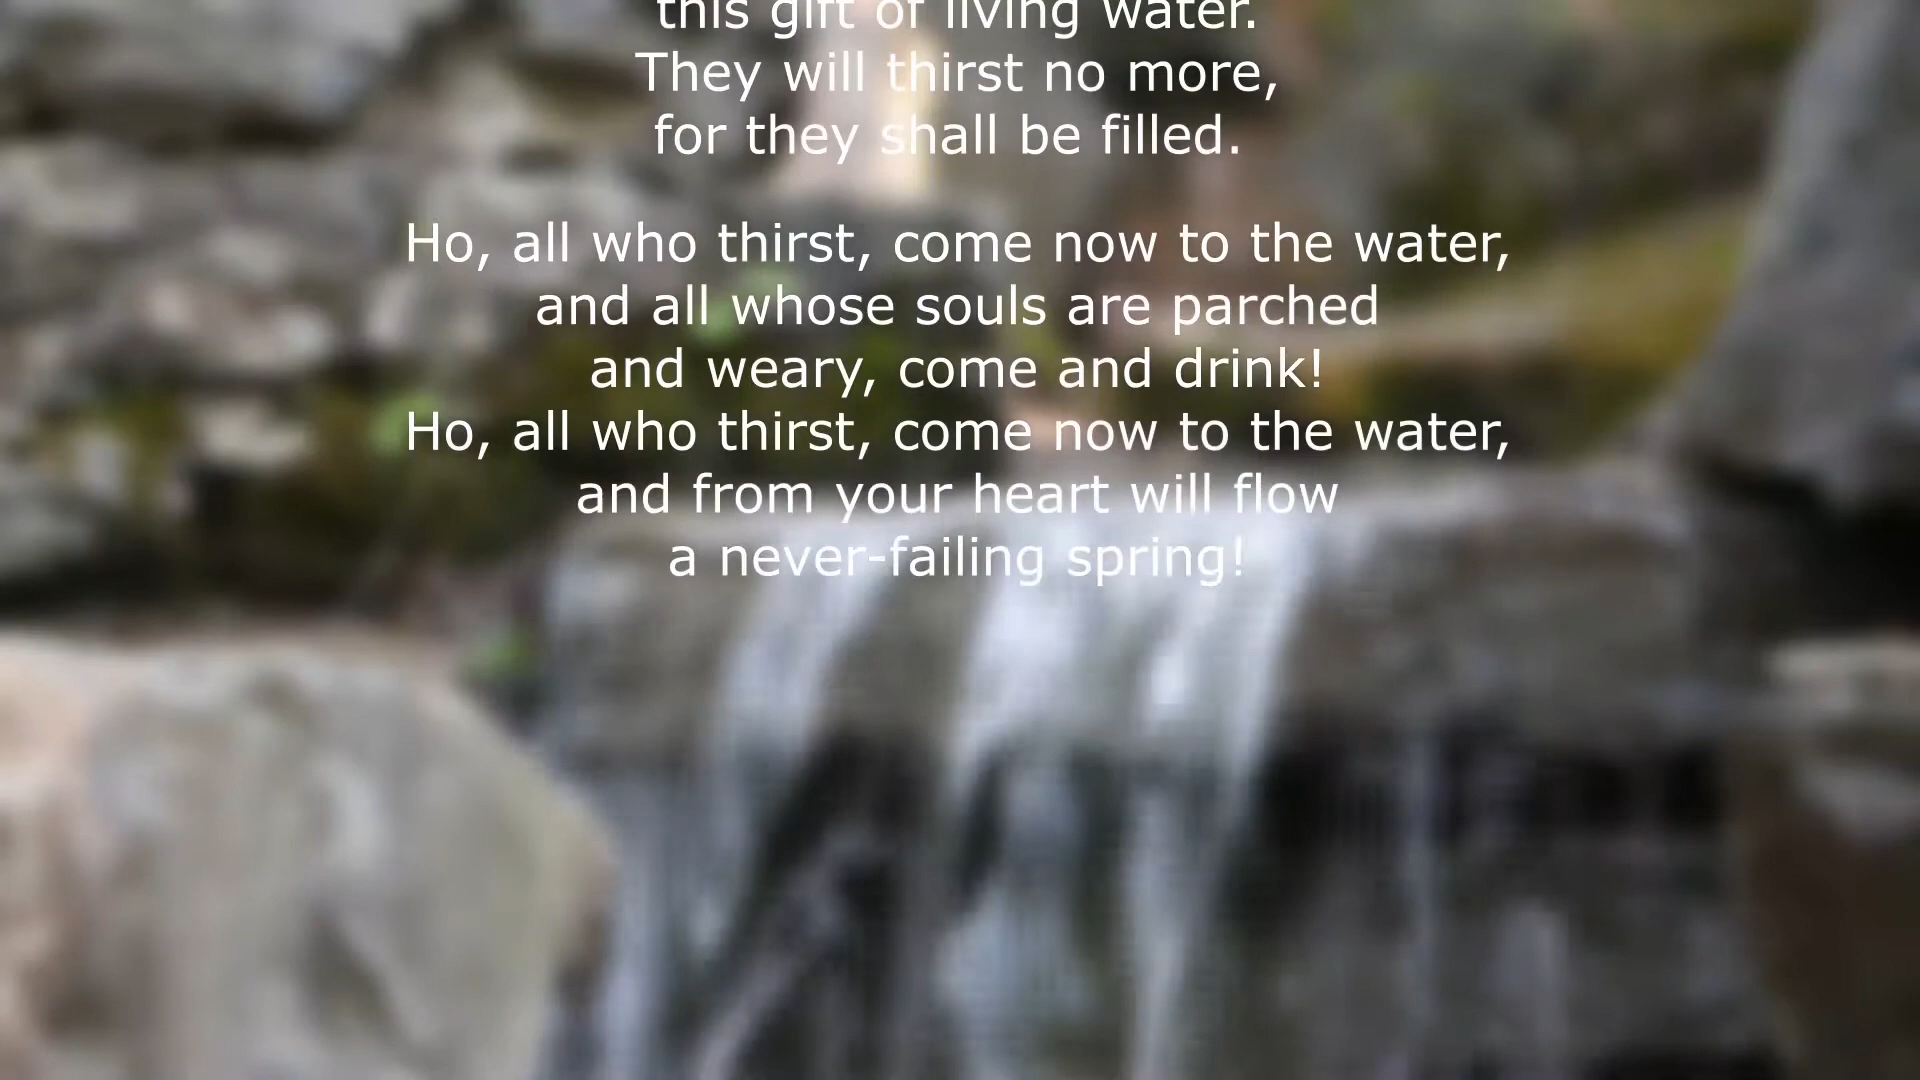 this gift of living water.
They will thirst no more,
for they shall be filled.
Ho, all who thirst, come now to the water,
and all whose souls are parched
and weary, come and drink!
Ho, all who thirst, come now to the water,
and from your heart will flow
a never-failing spring!